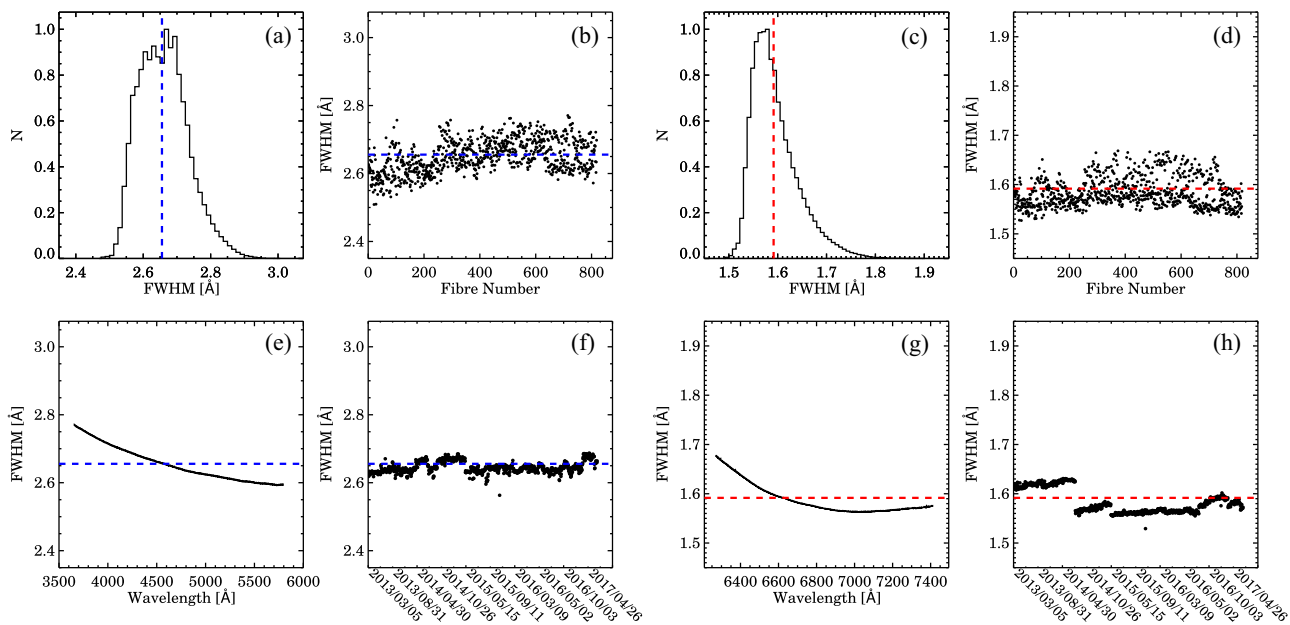 (a)
1.0
0.8
0.6
0.4
0.2
0.0
N
2.4 2.6 2.8 3.0
FWHM [Å]
(b)
3.0
2.8
2.6
2.4
FWHM [Å]
0 200 400 600 800
Fibre Number
(c)
1.0
0.8
0.6
0.4
0.2
0.0
N
1.5 1.6 1.7 1.8 1.9
FWHM [Å]
(d)
1.9
1.8
1.7
1.6
1.5
FWHM [Å]
0 200 400 600 800
Fibre Number
(e)
3.0
2.8
2.6
2.4
FWHM [Å]
3500 4000 4500 5000 5500 6000
Wavelength [Å]
(f)
3.0
2.8
2.6
2.4
FWHM [Å]
2013/03/05
2013/08/31
2014/04/30
2014/10/26
2015/05/15
2015/09/11
2016/03/09
2016/05/02
2016/10/03
2017/04/26
(g)
1.9
1.8
1.7
1.6
1.5
FWHM [Å]
6400 6600 6800 7000 7200 7400
Wavelength [Å]
(h)
1.9
1.8
1.7
1.6
1.5
FWHM [Å]
2013/03/05
2013/08/31
2014/04/30
2014/10/26
2015/05/15
2015/09/11
2016/03/09
2016/05/02
2016/10/03
2017/04/26